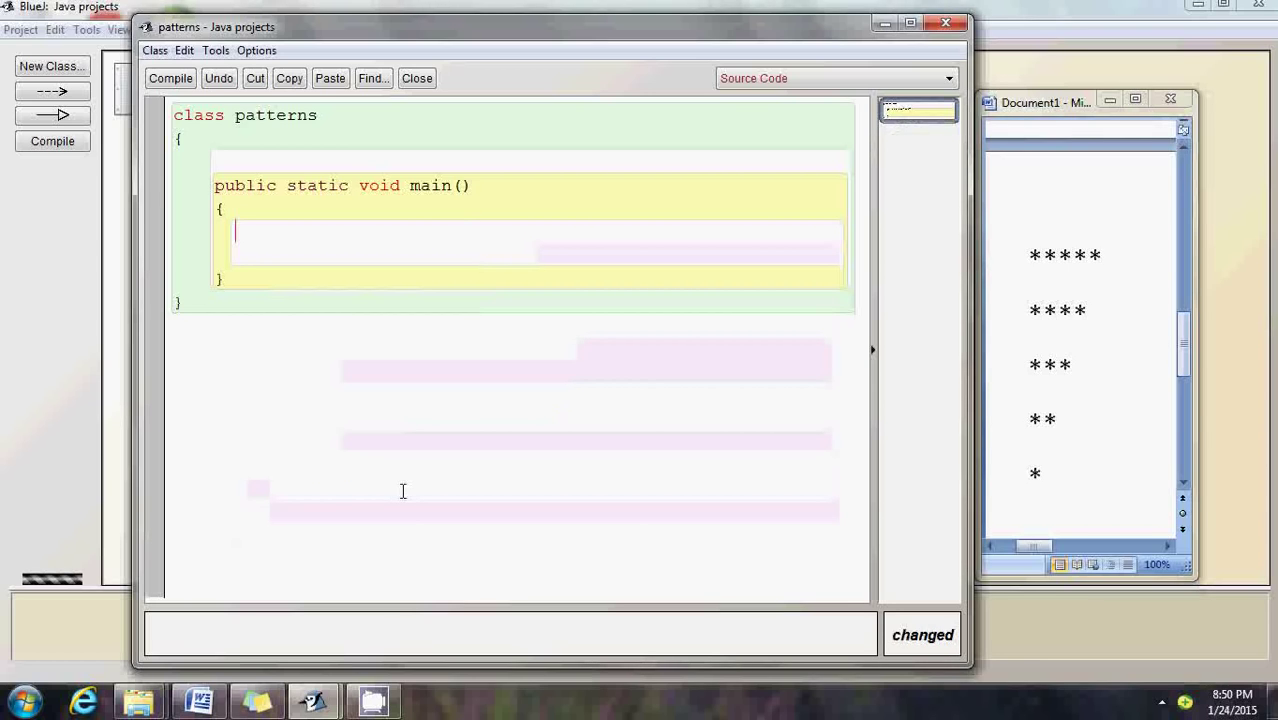 BlueJ: Java projects
Project Edit Tools View
New Class...
Compile
patterns - Java projects
Class Edit Tools Options
Compile Undo Cut Copy Paste Find... Close Source Code
class patterns
{
public static void main()
{
}
}
changed
Document1 - Mi...
*****
****
***
**
*
100%
8:50 PM
1/24/2015